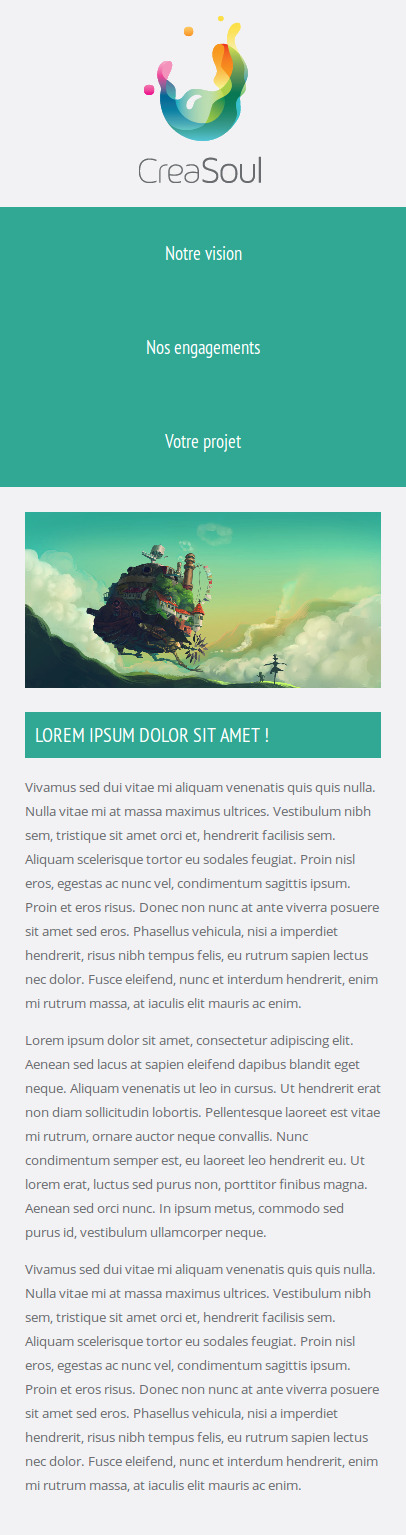 CreaSoul
Notre vision
Nos engagements
Votre projet
LOREM IPSUM DOLOR SIT AMET !
Vivamus sed dui vitae mi aliquam venenatis quis quis nulla.
Nulla vitae mi at massa maximus ultrices. Vestibulum nibh
sem, tristique sit amet orci et, hendrerit facilisis sem.
Aliquam scelerisque tortor eu sodales feugiat. Proin nisl
eros, egestas ac nunc vel, condimentum sagittis ipsum.
Proin et eros risus. Donec non nunc at ante viverra posuere
sit amet sed eros. Phasellus vehicula, nisi a imperdiet
hendrerit, risus nibh tempus felis, eu rutrum sapien lectus
nec dolor. Fusce eleifend, nunc et interdum hendrerit, enim
mi rutrum massa, at iaculis elit mauris ac enim.
Lorem ipsum dolor sit amet, consectetur adipiscing elit.
Aenean sed lacus at sapien eleifend dapibus blandit eget
neque. Aliquam venenatis ut leo in cursus. Ut hendrerit erat
non diam sollicitudin lobortis. Pellentesque laoreet est vitae
mi rutrum, ornare auctor neque convallis. Nunc
condimentum semper est, eu laoreet leo hendrerit eu. Ut
lorem erat, luctus sed purus non, porttitor finibus magna.
Aenean sed orci nunc. In ipsum metus, commodo sed
purus id, vestibulum ullamcorper neque.
Vivamus sed dui vitae mi aliquam venenatis quis quis nulla.
Nulla vitae mi at massa maximus ultrices. Vestibulum nibh
sem, tristique sit amet orci et, hendrerit facilisis sem.
Aliquam scelerisque tortor eu sodales feugiat. Proin nisl
eros, egestas ac nunc vel, condimentum sagittis ipsum.
Proin et eros risus. Donec non nunc at ante viverra posuere
sit amet sed eros. Phasellus vehicula, nisi a imperdiet
hendrerit, risus nibh tempus felis, eu rutrum sapien lectus
nec dolor. Fusce eleifend, nunc et interdum hendrerit, enim
mi rutrum massa, at iaculis elit mauris ac enim.